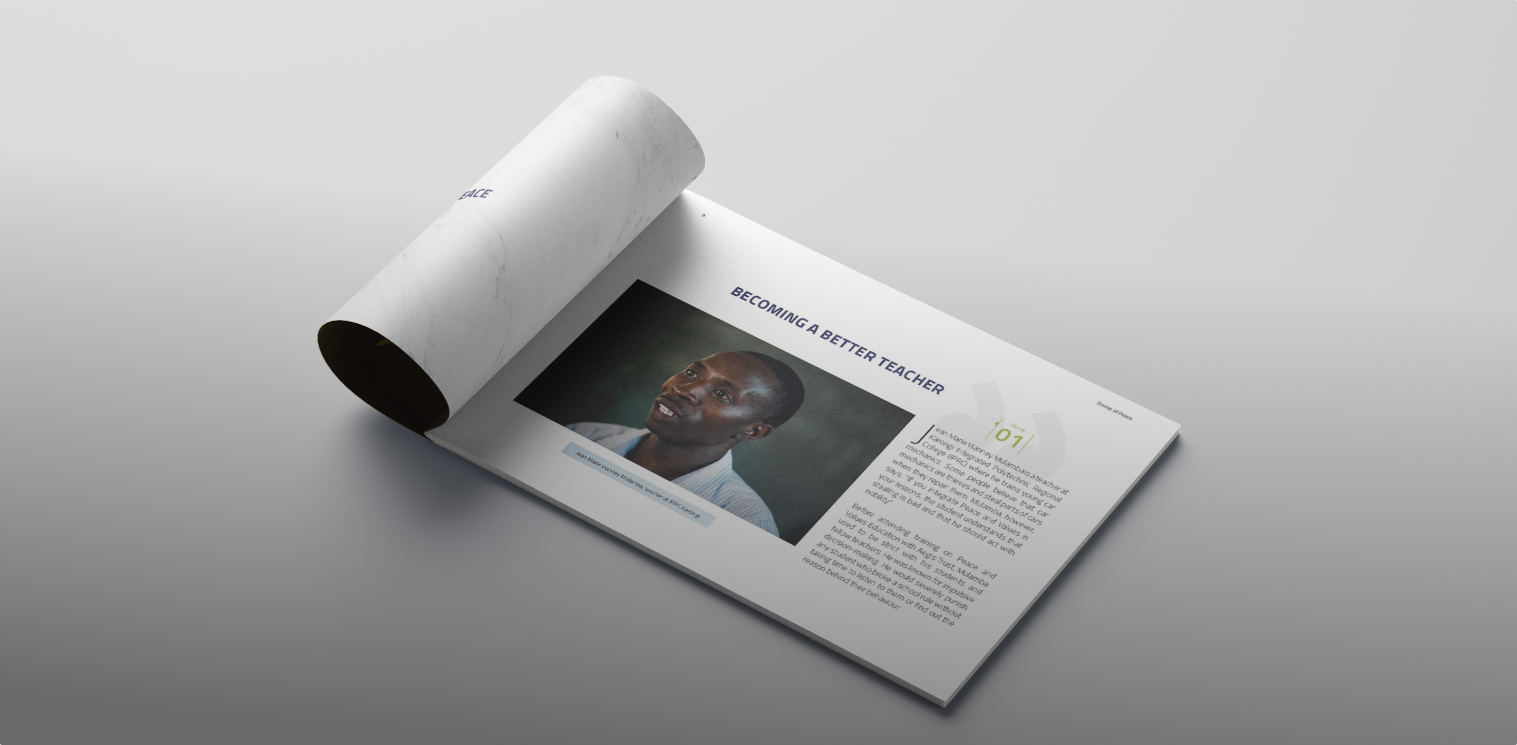 EACE
BECOMING A BETTER TEACHER
Stories of Peace
01
Jean Marie Vianney Mulamba is a teacher at
Karongi Integrated Polytechnic Regional
College (IPRC) where he trains young car
mechanics. Some people believe that car
mechanics are thieves and steal parts of cars
when they repair them. Mulamba, however,
says, "If you integrate Peace and Values in
your lessons, the student understands that
stealing is bad and that he should act with
nobility"
Before attending training on Peace and
Values Education with Aegis Trust, Mulamba
used to be strict with his students and
fellow teachers. He was known for impulsive
decision-making. He would severely punish
any student who broke a school rule without
taking time to listen to them or find out the
reason behind their behaviour.
Jean Marie Vianney Mulamba, teacher at IPRC Karongi